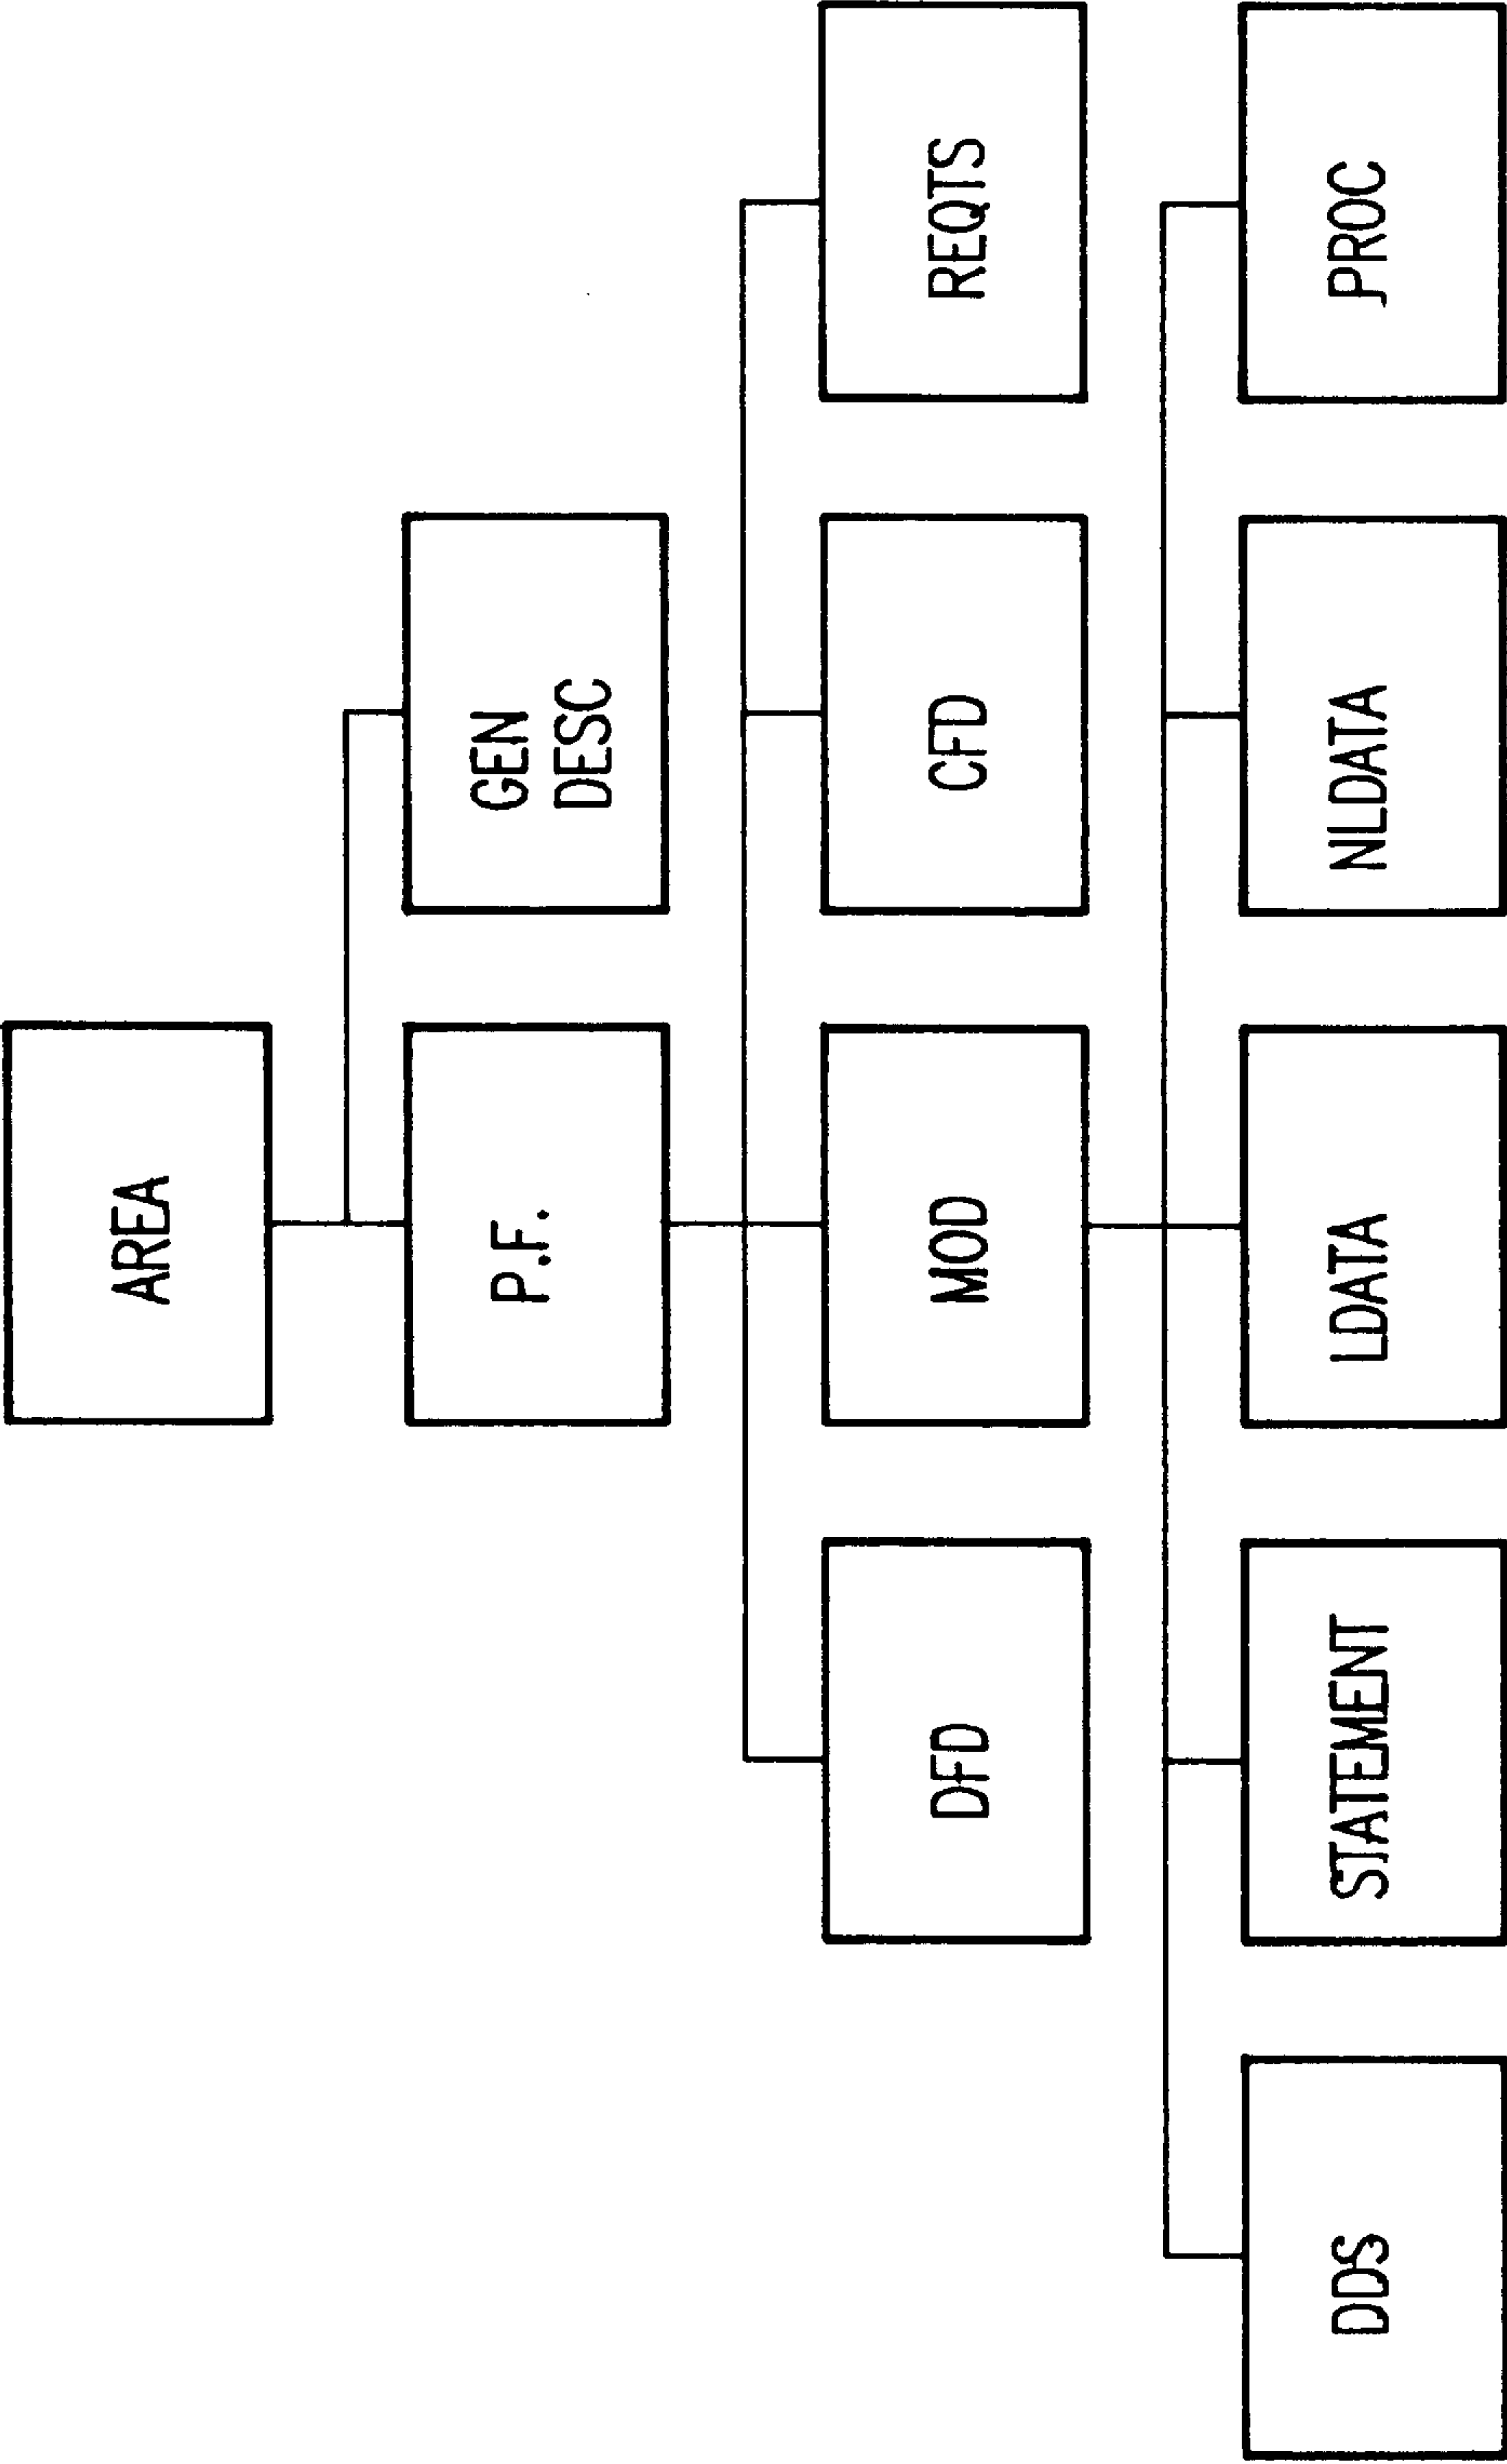 AREA
P.F.
GEN
DESC
DFD
MOD
CFD
REQTS
DDS
STATEMENT
LDATA
NLDATA
PROC